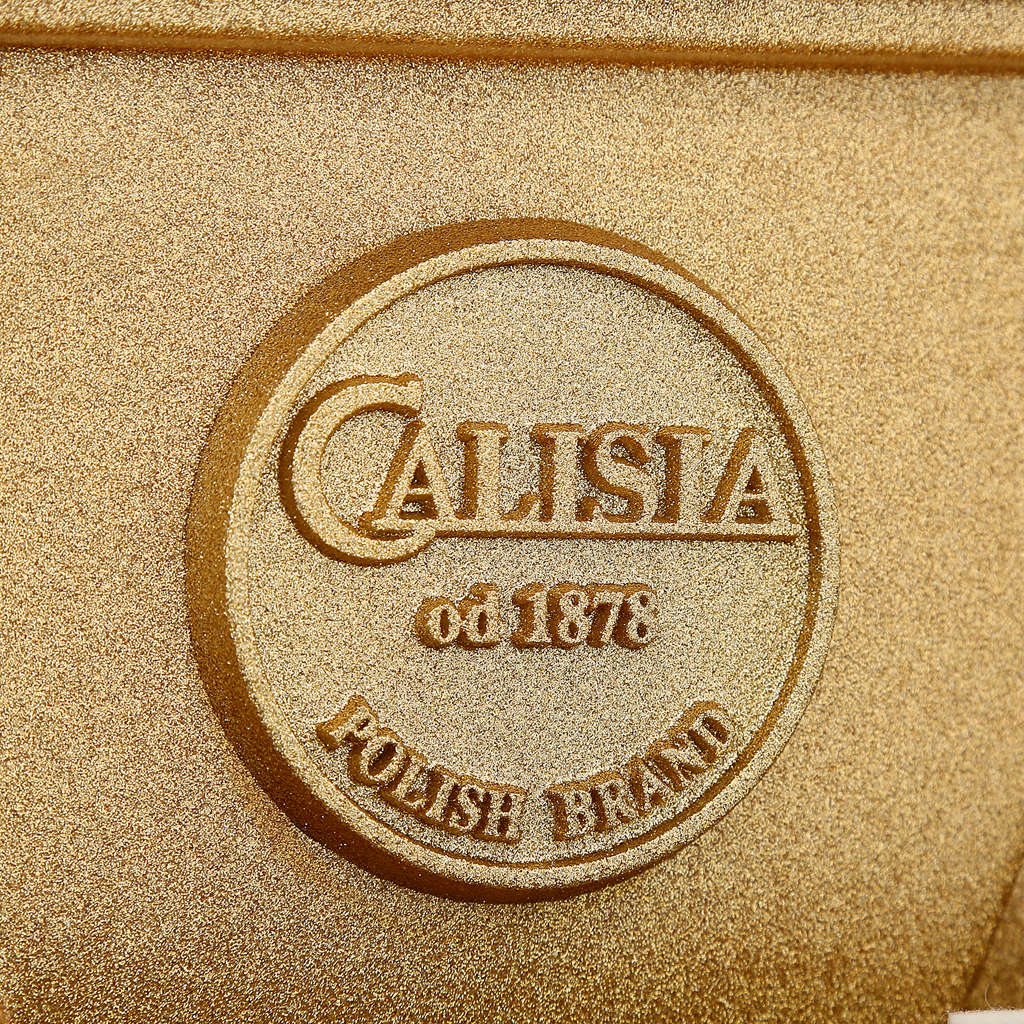 CALISIA
od 1878
POLISH BRAND